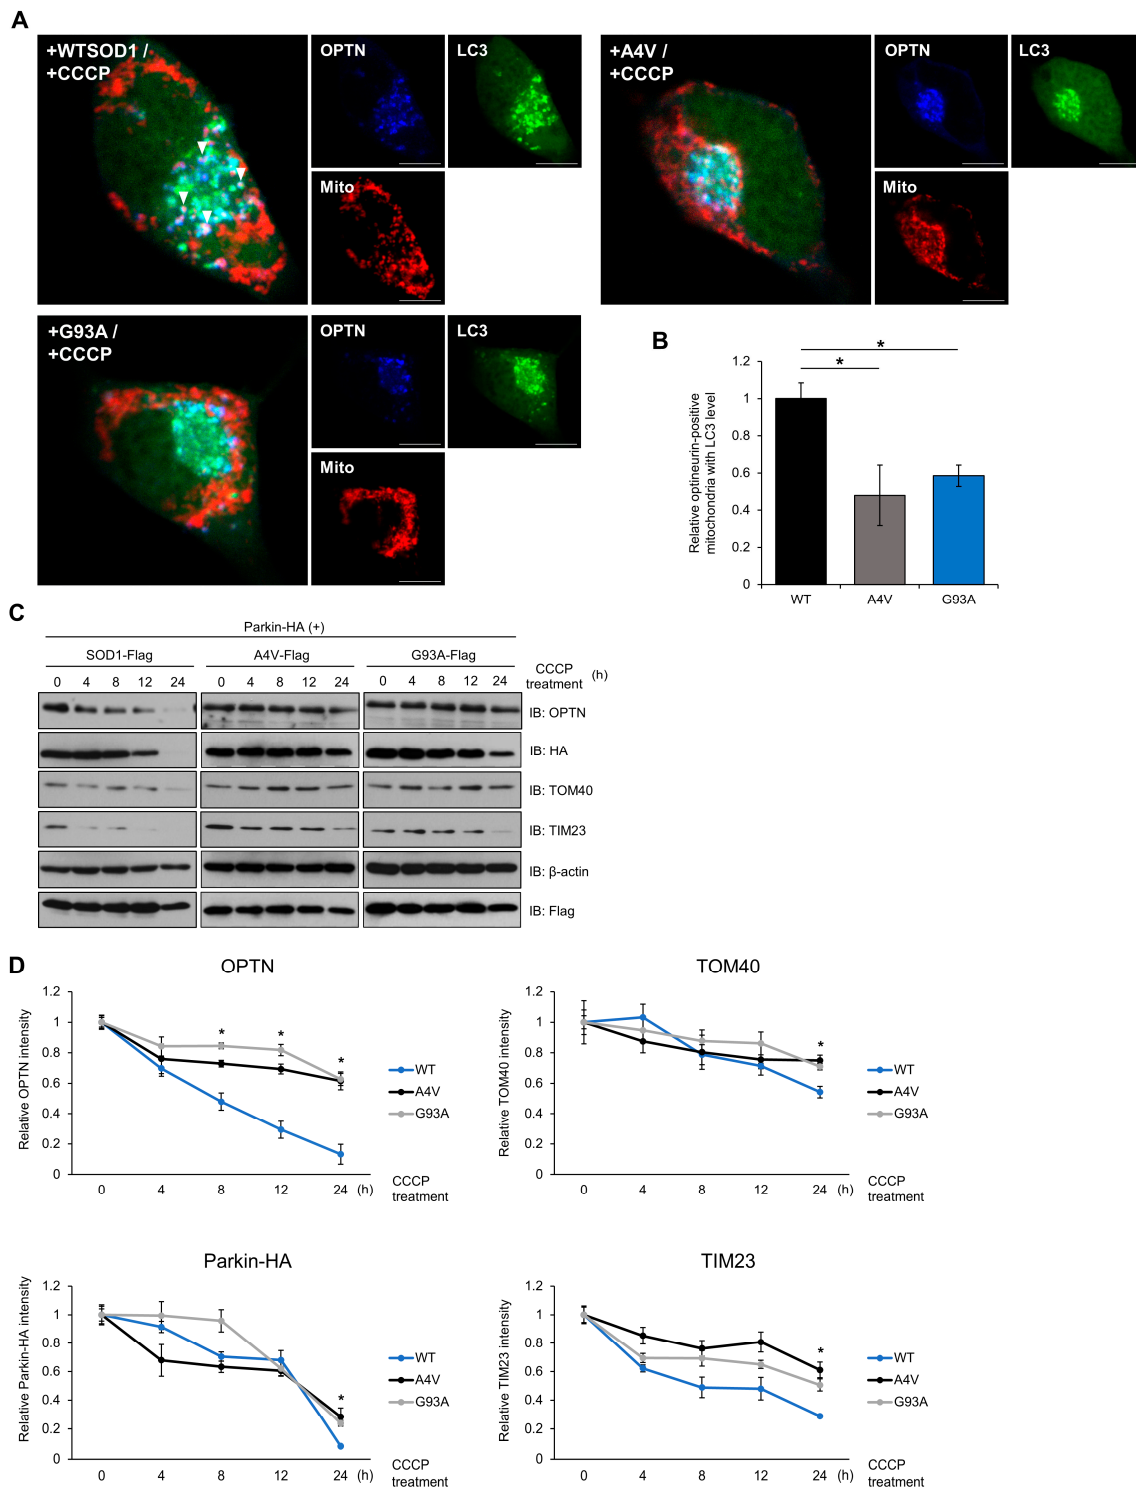 A
+WTSOD1 /
+CCCP
OPTN
LC3
Mito
+A4V /
+CCCP
OPTN
LC3
Mito
+G93A /
+CCCP
OPTN
LC3
Mito
B
Relative optineurin-positive
mitochondria with LC3 level
1.2
1
0.8
0.6
0.4
0.2
0
*
*
WT
A4V
G93A
C
Parkin-HA (+)
SOD1-Flag
A4V-Flag
G93A-Flag
CCCP
treatment
(h)
0 4 8 12 24
0 4 8 12 24
0 4 8 12 24
IB: OPTN
IB: HA
IB: TOM40
IB: TIM23
IB: β-actin
IB: Flag
D
OPTN
Relative OPTN intensity
1.2
1
0.8
0.6
0.4
0.2
0
* * *
0 4 8 12 24 (h)
CCCP
treatment
WT
A4V
G93A
TOM40
Relative TOM40 intensity
1.2
1
0.8
0.6
0.4
0.2
0
*
0 4 8 12 24 (h)
CCCP
treatment
WT
A4V
G93A
Parkin-HA
Relative Parkin-HA intensity
1.2
1
0.8
0.6
0.4
0.2
0
*
0 4 8 12 24 (h)
CCCP
treatment
WT
A4V
G93A
TIM23
Relative TIM23 intensity
1.2
1
0.8
0.6
0.4
0.2
0
*
0 4 8 12 24 (h)
CCCP
treatment
WT
A4V
G93A